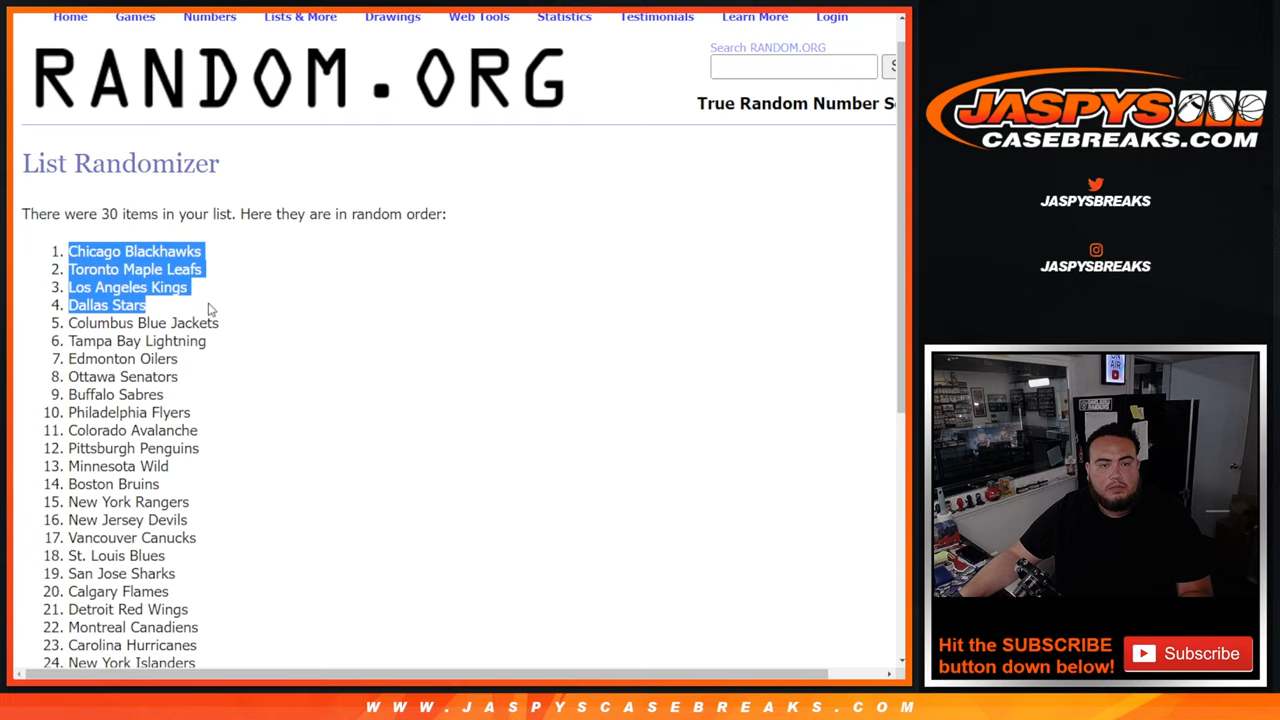 Home Games Numbers Lists & More Drawings Web Tools Statistics Testimonials Learn More Login
RANDOM.ORG
Search RANDOM.ORG
True Random Number
List Randomizer
There were 30 items in your list. Here they are in random order:
1. Chicago Blackhawks
2. Toronto Maple Leafs
3. Los Angeles Kings
4. Dallas Stars
5. Columbus Blue Jackets
6. Tampa Bay Lightning
7. Edmonton Oilers
8. Ottawa Senators
9. Buffalo Sabres
10. Philadelphia Flyers
11. Colorado Avalanche
12. Pittsburgh Penguins
13. Minnesota Wild
14. Boston Bruins
15. New York Rangers
16. New Jersey Devils
17. Vancouver Canucks
18. St. Louis Blues
19. San Jose Sharks
20. Calgary Flames
21. Detroit Red Wings
22. Montreal Canadiens
23. Carolina Hurricanes
24. New York Islanders
JASPYS
CASEBREAKS.COM
JASPYSBREAKS
JASPYSBREAKS
ON AIR
Hit the SUBSCRIBE
button down below!
Subscribe
WWW.JASPYSCASEBREAKS.COM